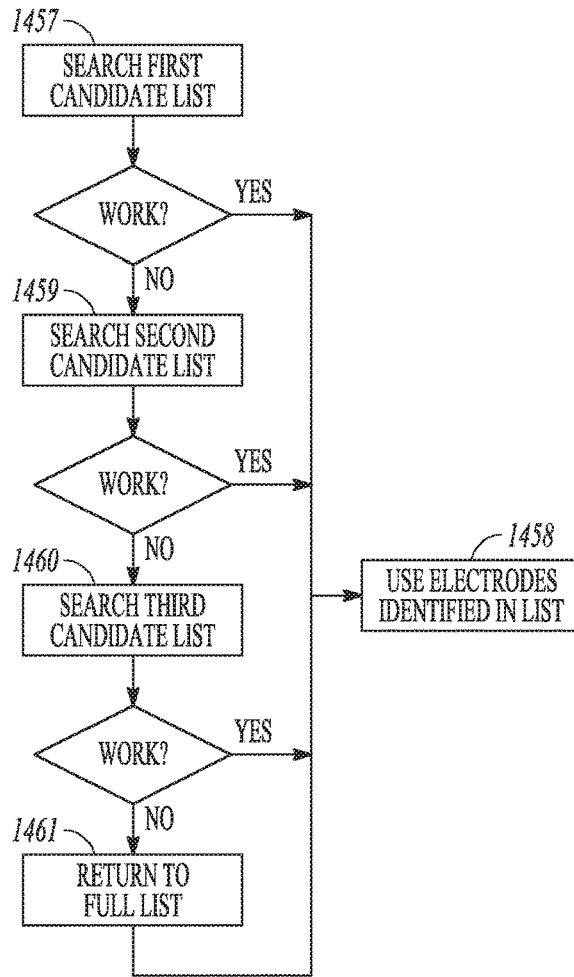 1457
SEARCH FIRST
CANDIDATE LIST
WORK?
YES
NO
1459
SEARCH SECOND
CANDIDATE LIST
WORK?
YES
NO
1460
SEARCH THIRD
CANDIDATE LIST
1458
USE ELECTRODES
IDENTIFIED IN LIST
WORK?
YES
NO
1461
RETURN TO
FULL LIST